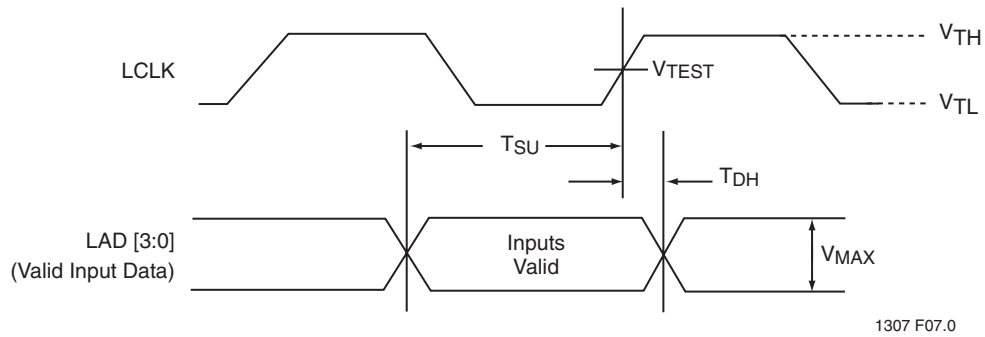 VTH
LCLK
VTEST
VTL
TSU
TDH
LAD [3:0]
(Valid Input Data)
Inputs
Valid
VMAX
1307 F07.0